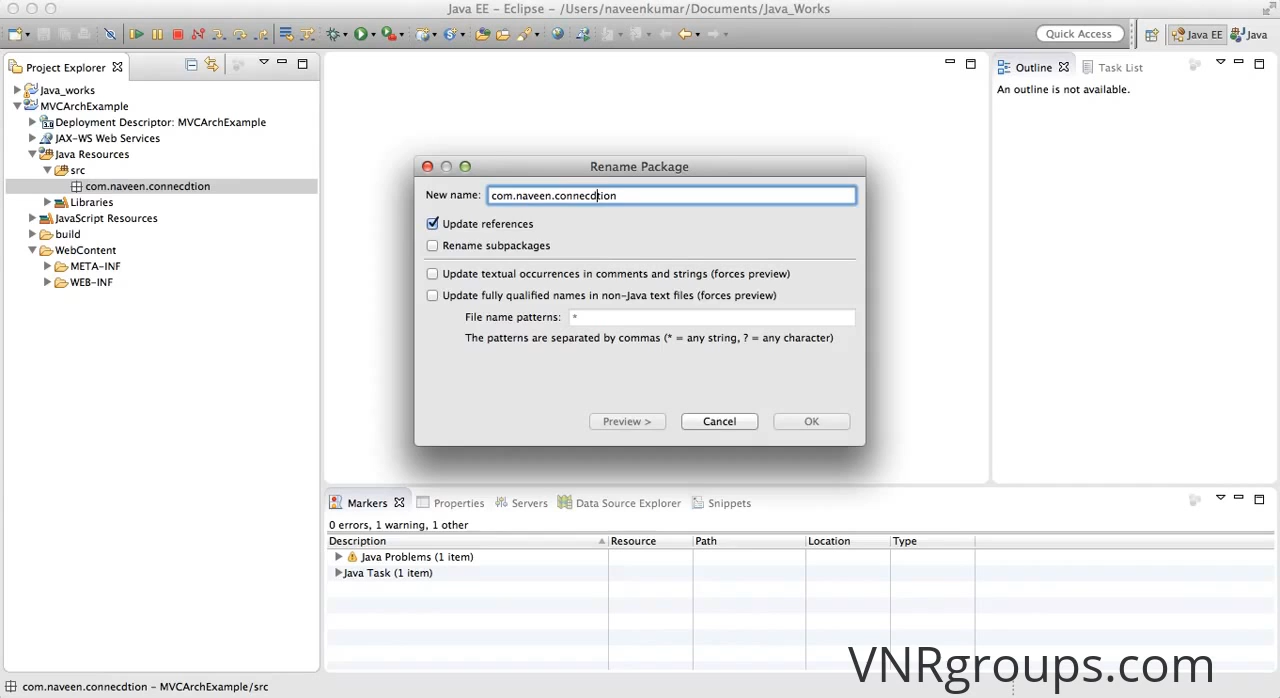 Java EE - Eclipse - /Users/naveenkumar/Documents/Java_Works
Quick Access
Java EE
Java
Project Explorer
Java_works
MVCArchExample
Deployment Descriptor: MVCArchExample
JAX-WS Web Services
Java Resources
src
com.naveen.connecdtion
Libraries
JavaScript Resources
build
WebContent
META-INF
WEB-INF
Outline
Task List
An outline is not available.
Rename Package
New name: com.naveen.connecdtion
Update references
Rename subpackages
Update textual occurrences in comments and strings (forces preview)
Update fully qualified names in non-Java text files (forces preview)
File name patterns: *
The patterns are separated by commas (* = any string, ? = any character)
Preview > Cancel OK
Markers Properties Servers Data Source Explorer Snippets
0 errors, 1 warning, 1 other
Description Resource Path Location Type
Java Problems (1 item)
Java Task (1 item)
VNRgroups.com
com.naveen.connecdtion - MVCArchExample/src